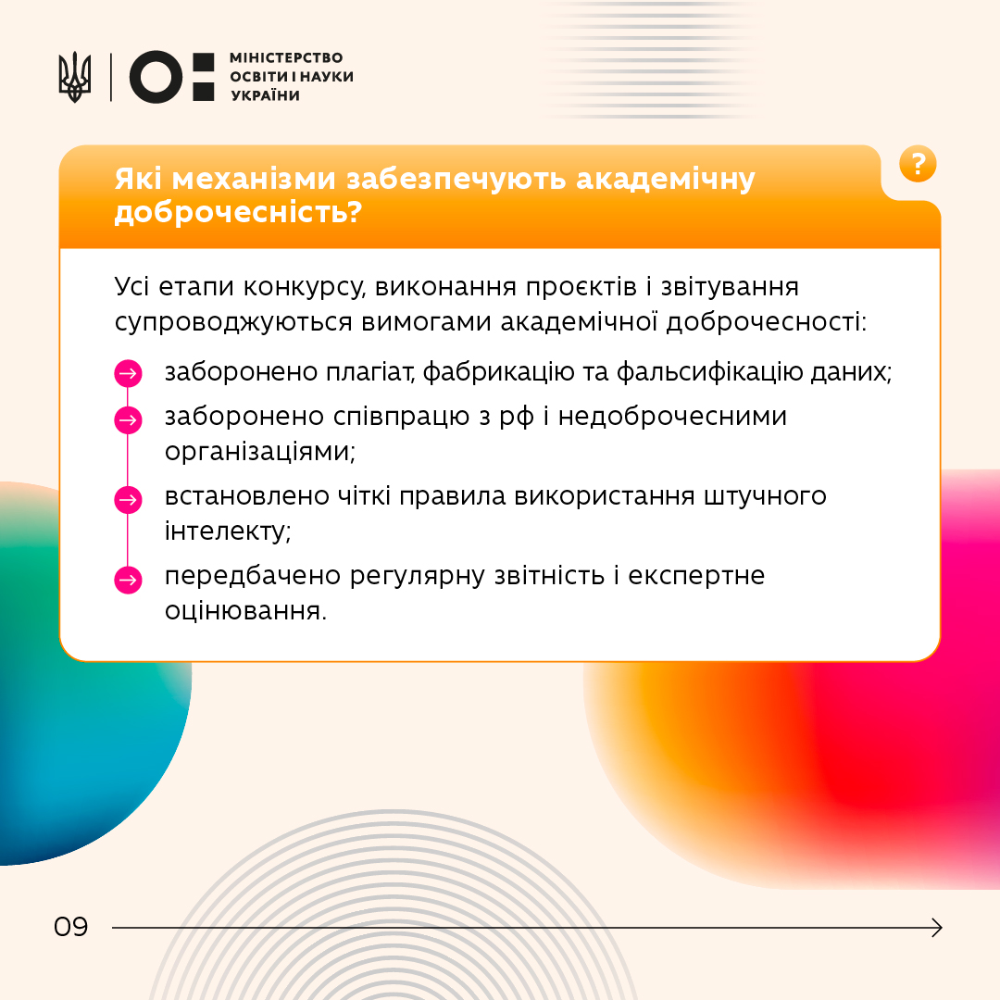 МІНІСТЕРСТВО
ОСВІТИ І НАУКИ
УКРАЇНИ
Які механізми забезпечують академічну
доброчесність?
?
Усі етапи конкурсу, виконання проєктів і звітування
супроводжуються вимогами академічної доброчесності:
заборонено плагіат, фабрикацію та фальсифікацію даних;
заборонено співпрацю з рф і недоброчесними
організаціями;
встановлено чіткі правила використання штучного
інтелекту;
передбачено регулярну звітність і експертне
оцінювання.
09